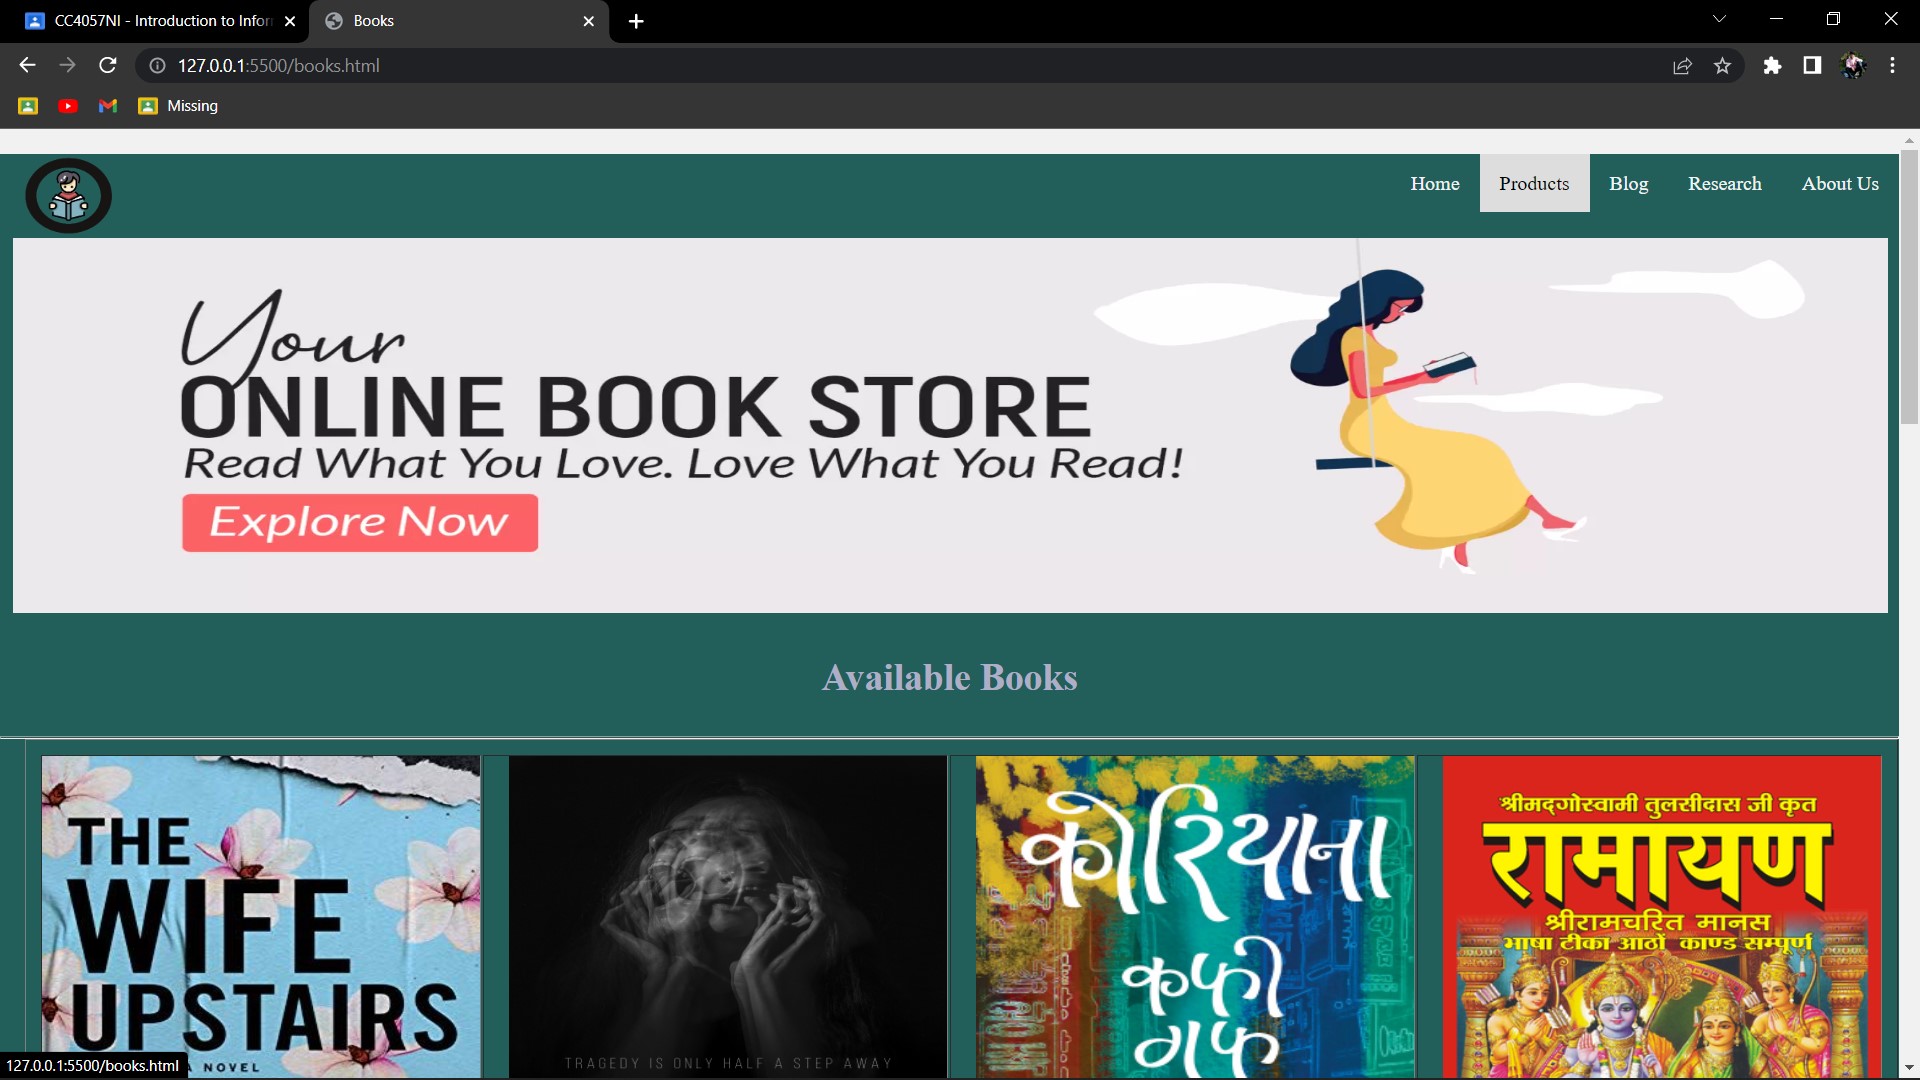 CC4057NI - Introduction to Infor
Books
127.0.0.1:5500/books.html
Missing
Home
Products
Blog
Research
About Us
Your
ONLINE BOOK STORE
Read What You Love. Love What You Read!
Explore Now
Available Books
THE
WIFE
UPSTAIRS
A NOVEL
TRAGEDY IS ONLY HALF A STEP AWAY
कोरियाना
कफी
गफ
श्रीमद्गोस्वामी तुलसीदास जी कृत
रामायण
श्रीरामचरित मानस
भाषा टीका आठों काण्ड सम्पूर्ण
127.0.0.1:5500/books.html